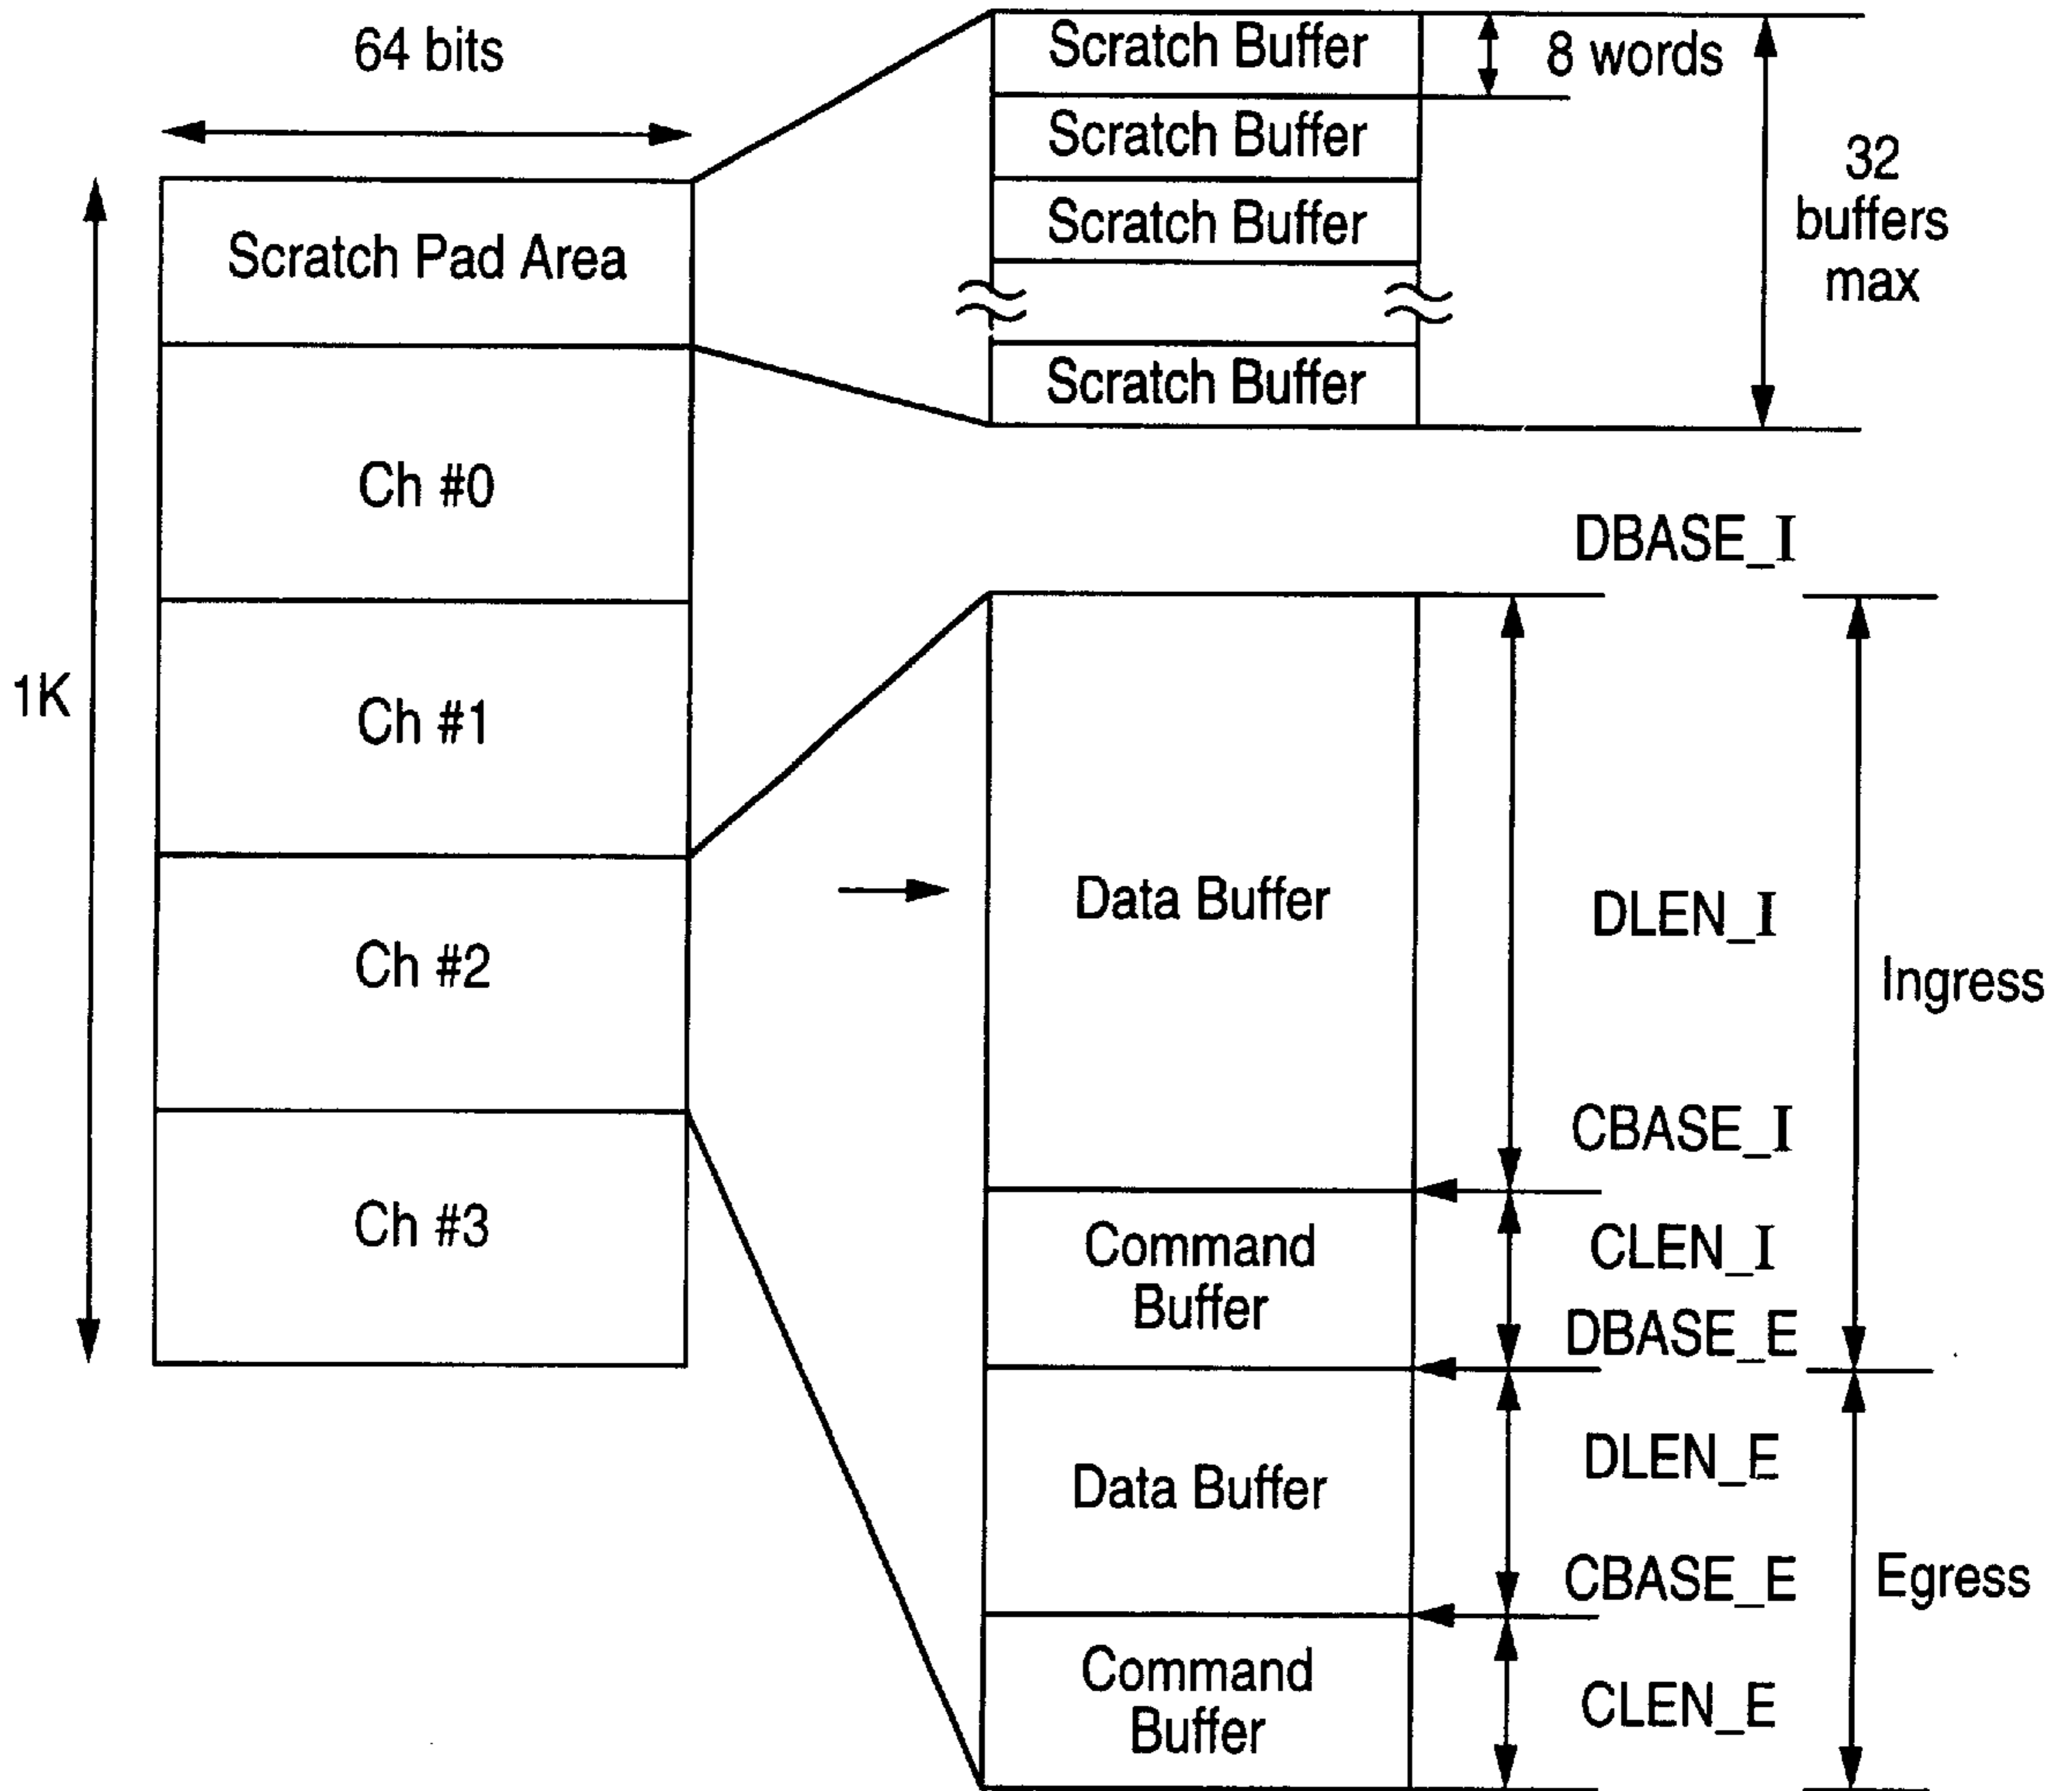 64 bits
1K
Scratch Pad Area
Ch #0
Ch #1
Ch #2
Ch #3
Scratch Buffer
Scratch Buffer
Scratch Buffer
Scratch Buffer
8 words
32
buffers
max
DBASE_I
Data Buffer
DLEN_I
Ingress
CBASE_I
Command
Buffer
CLEN_I
DBASE_E
Data Buffer
DLEN_E
CBASE_E
Egress
Command
Buffer
CLEN_E